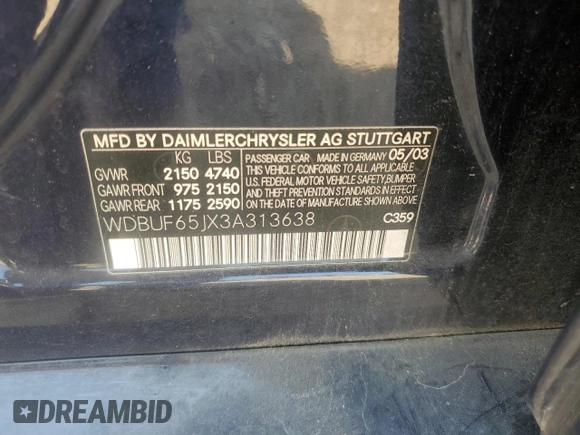 MFD BY DAIMLERCHRYSLER AG STUTTGART
KG LBS
GVWR 2150 4740
GAWR FRONT 975 2150
GAWR REAR 1175 2590
PASSENGER CAR MADE IN GERMANY 05/03
THIS VEHICLE CONFORMS TO ALL APPLICABLE
U.S. FEDERAL MOTOR VEHICLE SAFETY, BUMPER,
AND THEFT PREVENTION STANDARDS IN EFFECT
ON THE DATE OF MANUFACTURE SHOWN ABOVE.
WDBUF65JX3A313638
C359
DREAMBID